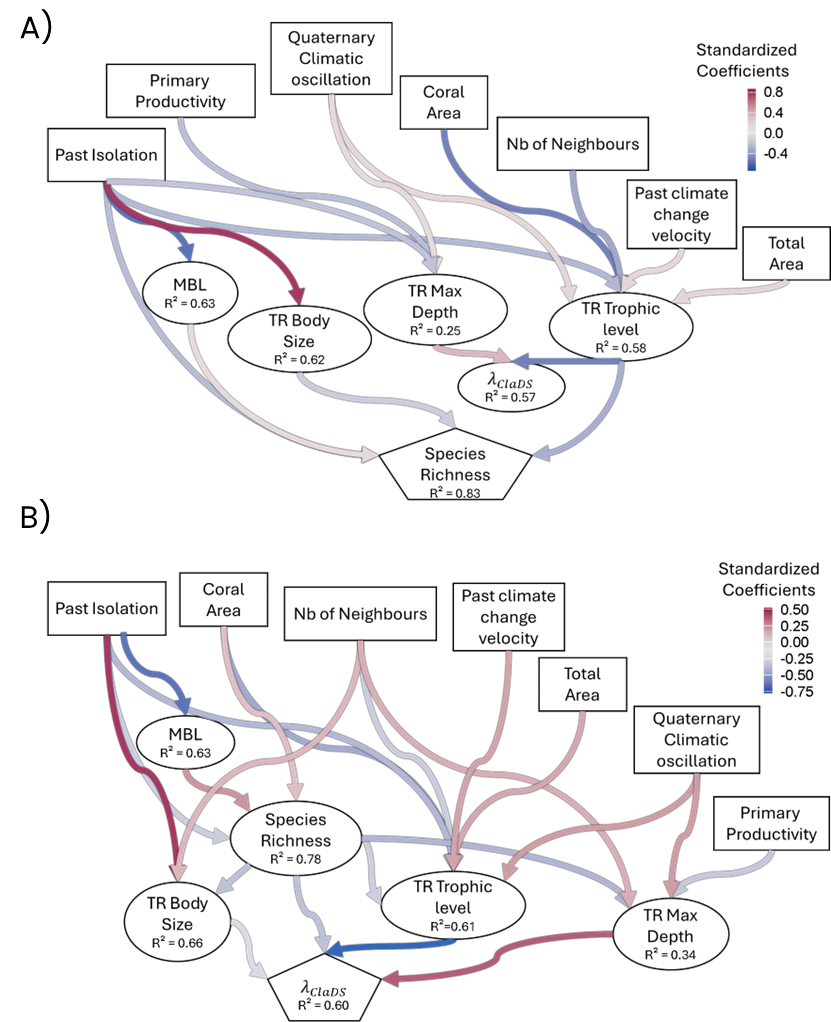 A)
Quaternary
Climatic
oscillation
Standardized
Coefficients
0.8
0.4
0.0
-0.4
Primary
Productivity
Coral
Area
Past Isolation
Nb of Neighbours
Past climate
change
velocity
Total
Area
MBL
R² = 0.63
TR Body
Size
R² = 0.62
TR Max
Depth
R² = 0.25
TR Trophic
level
R² = 0.58
λClaDS
R² = 0.57
Species
Richness
R² = 0.83
B)
Standardized
Coefficients
0.50
0.25
0.00
-0.25
-0.50
-0.75
Past Isolation
Coral
Area
Nb of Neighbours
Past climate
change
velocity
Total
Area
Quaternary
Climatic
oscillation
Primary
Productivity
MBL
R² = 0.63
Species
Richness
R² = 0.78
TR Body
Size
R² = 0.66
TR Trophic
level
R²=0.61
TR Max
Depth
R² = 0.34
λClaDS
R² = 0.60